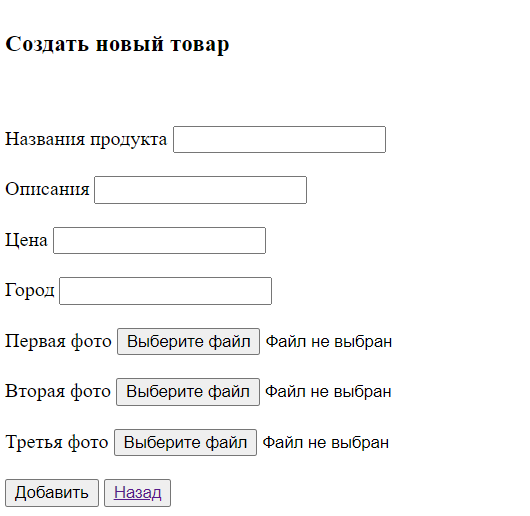 Создать новый товар
Названия продукта
Описания
Цена
Город
Первая фото Выберите файл Файл не выбран
Вторая фото Выберите файл Файл не выбран
Третья фото Выберите файл Файл не выбран
Добавить Назад